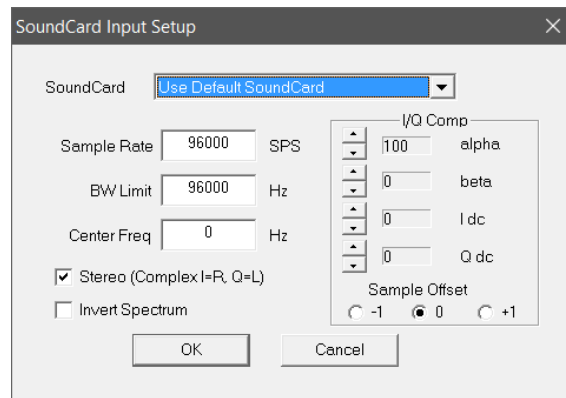 SoundCard Input Setup
SoundCard Use Default SoundCard
I/Q Comp
Sample Rate 96000 SPS 100 alpha
BW Limit 96000 Hz 0 beta
Center Freq 0 Hz 0 I dc
0 Q dc
Stereo (Complex I=R, Q=L)
Sample Offset
Invert Spectrum -1 0 +1
OK Cancel